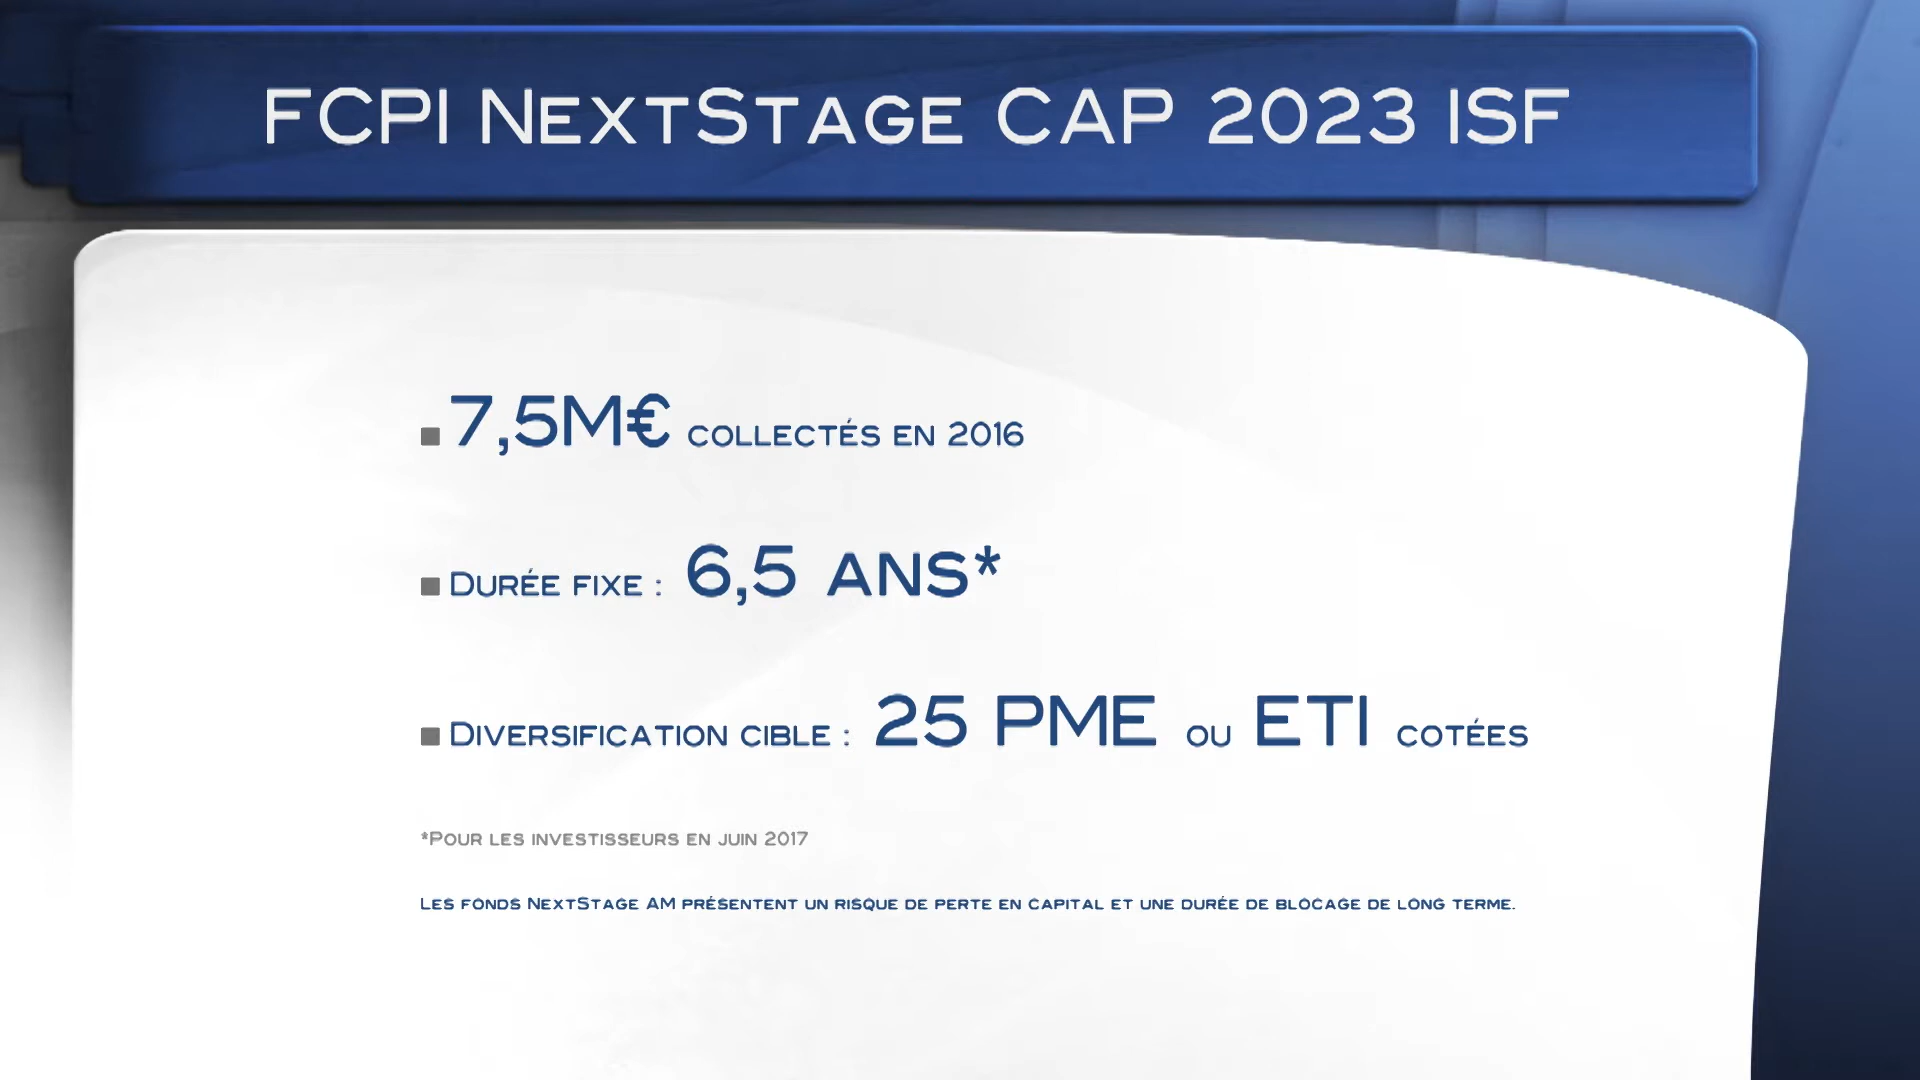 FCPI NextStage CAP 2023 ISF
7,5M€ collectés en 2016
Durée fixe : 6,5 ans*
Diversification cible : 25 PME ou ETI cotées
*Pour les investisseurs en juin 2017
Les fonds NextStage AM présentent un risque de perte en capital et une durée de blocage de long terme.